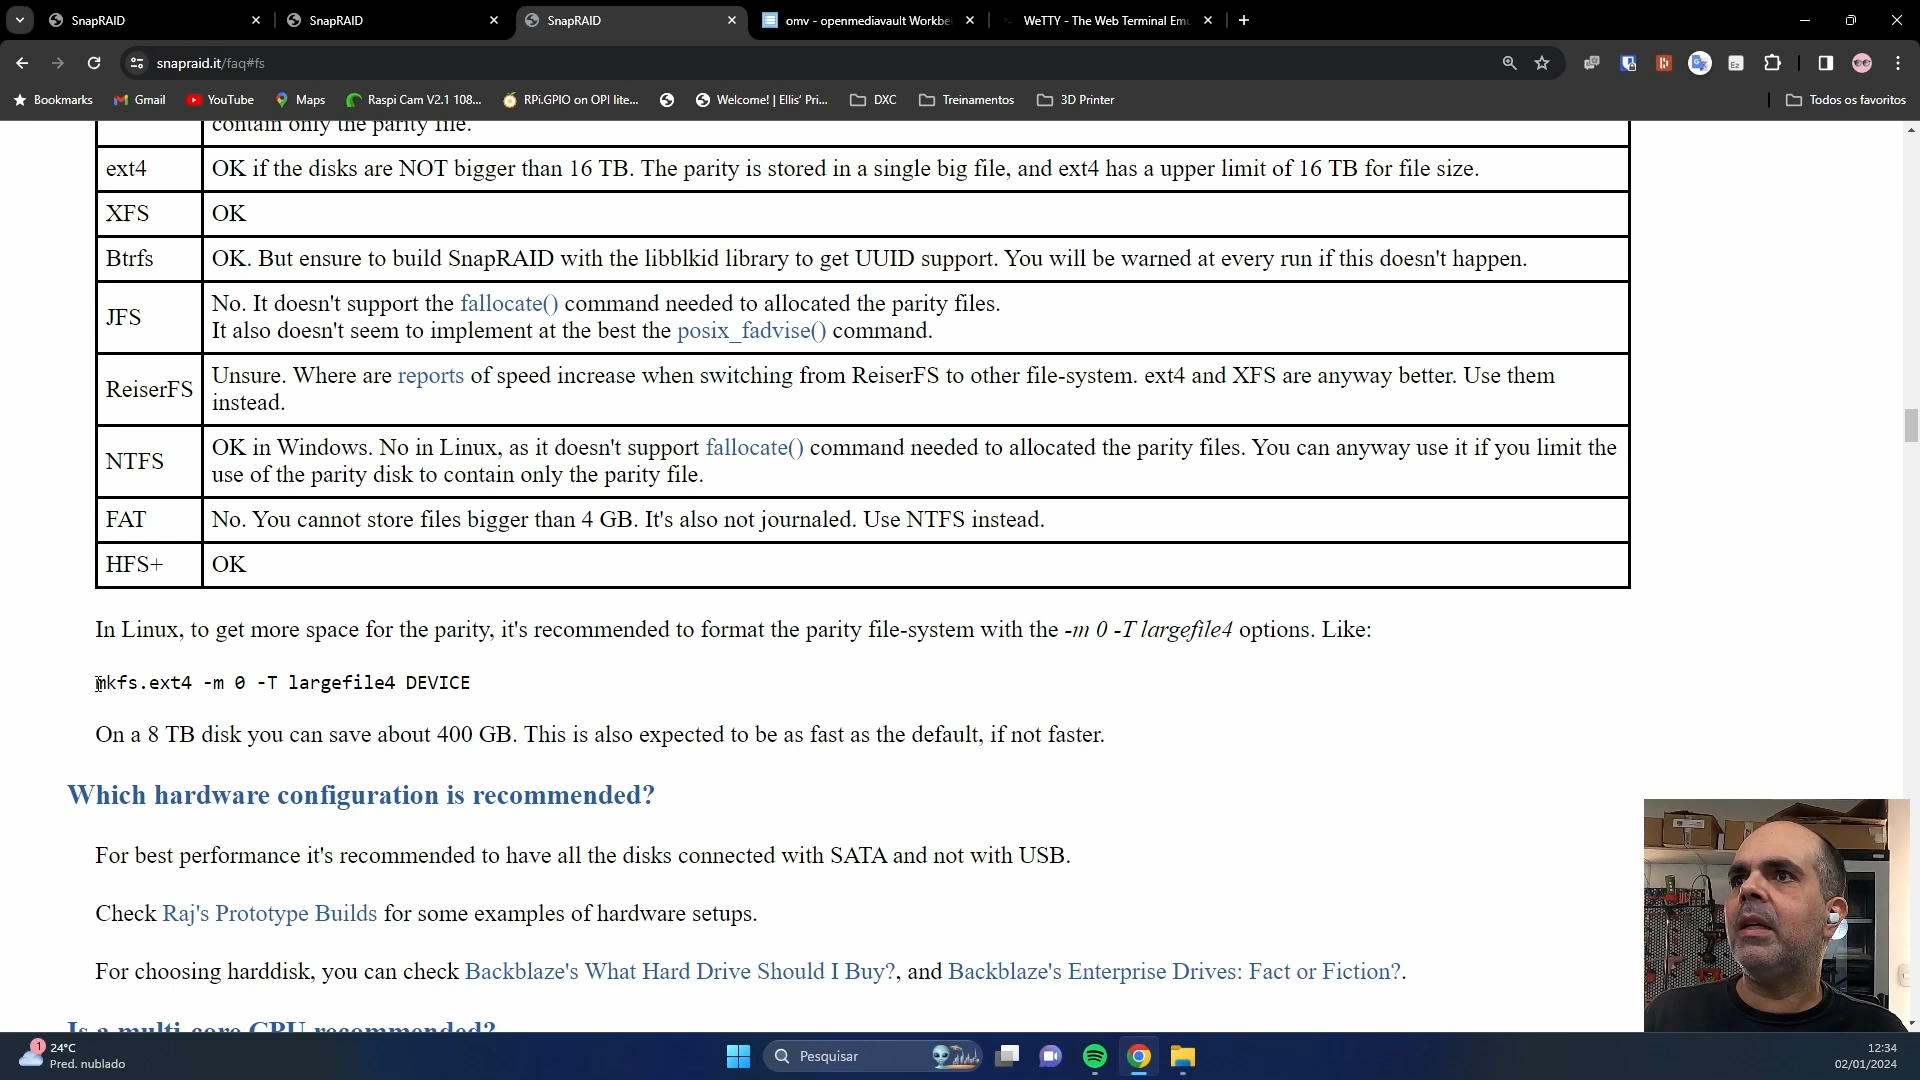 SnapRAID
SnapRAID
SnapRAID
omv - openmediavault Workbe
WeTTY - The Web Terminal Emu
snapraid.it/faq#fs
Bookmarks
Gmail
YouTube
Maps
Raspi Cam V2.1 108...
RPi.GPIO on OPI lite...
Welcome! | Ellis' Pri...
DXC
Treinamentos
3D Printer
Todos os favoritos
contain only the parity file.
ext4 OK if the disks are NOT bigger than 16 TB. The parity is stored in a single big file, and ext4 has a upper limit of 16 TB for file size.
XFS OK
Btrfs OK. But ensure to build SnapRAID with the libblkid library to get UUID support. You will be warned at every run if this doesn't happen.
JFS No. It doesn't support the fallocate() command needed to allocated the parity files.
It also doesn't seem to implement at the best the posix_fadvise() command.
ReiserFS Unsure. Where are reports of speed increase when switching from ReiserFS to other file-system. ext4 and XFS are anyway better. Use them
instead.
NTFS OK in Windows. No in Linux, as it doesn't support fallocate() command needed to allocated the parity files. You can anyway use it if you limit the
use of the parity disk to contain only the parity file.
FAT No. You cannot store files bigger than 4 GB. It's also not journaled. Use NTFS instead.
HFS+ OK
In Linux, to get more space for the parity, it's recommended to format the parity file-system with the -m 0 -T largefile4 options. Like:
mkfs.ext4 -m 0 -T largefile4 DEVICE
On a 8 TB disk you can save about 400 GB. This is also expected to be as fast as the default, if not faster.
Which hardware configuration is recommended?
For best performance it's recommended to have all the disks connected with SATA and not with USB.
Check Raj's Prototype Builds for some examples of hardware setups.
For choosing harddisk, you can check Backblaze's What Hard Drive Should I Buy?, and Backblaze's Enterprise Drives: Fact or Fiction?.
Is a multi-core CPU recommended?
1
24°C
Pred. nublado
Pesquisar
12:34
02/01/2024